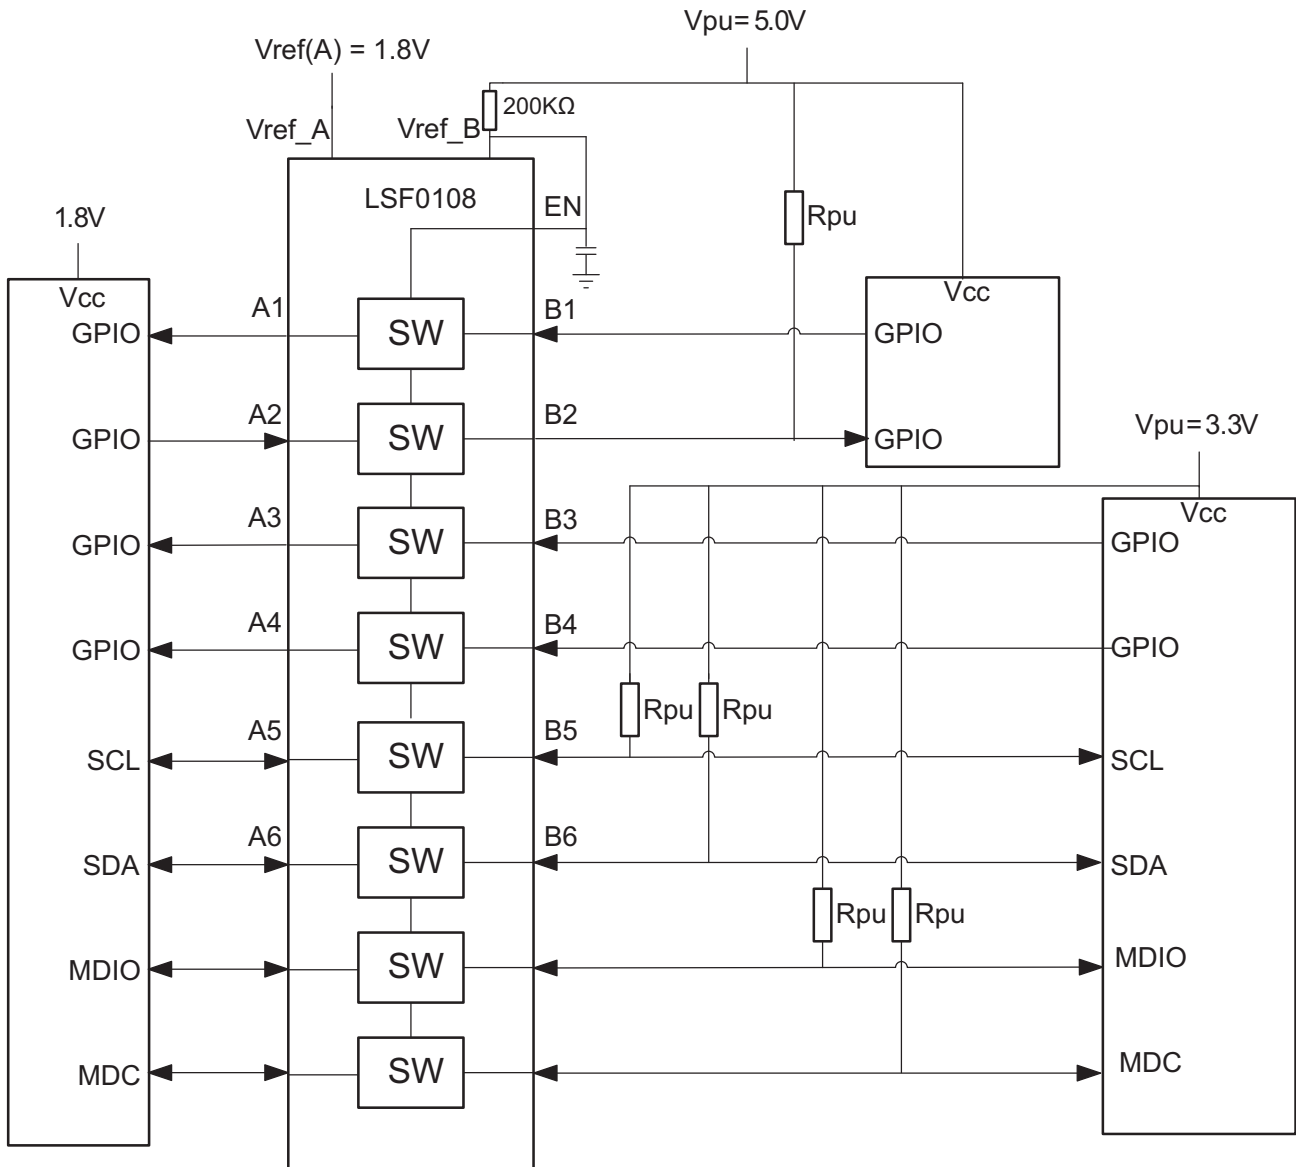 Vpu= 5.0V
Vref(A) = 1.8V
200KΩ
Vref_A
Vref_B
LSF0108
EN
Rpu
1.8V
Vcc
Vcc
GPIO
A1
SW
B1
GPIO
GPIO
A2
SW
B2
GPIO
Vpu=3.3V
Vcc
GPIO
A3
SW
B3
GPIO
GPIO
A4
SW
B4
GPIO
Rpu
Rpu
SCL
A5
SW
B5
SCL
SDA
A6
SW
B6
SDA
Rpu
Rpu
MDIO
SW
MDIO
MDC
SW
MDC